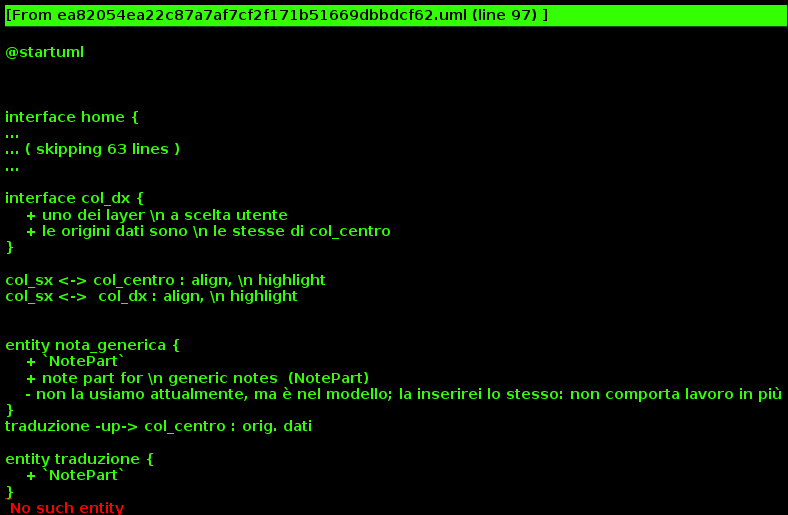 [From ea82054ea22c87a7af7cf2f171b51669dbbdcf62.uml (line 97) ]
@startuml
interface home {
...
... ( skipping 63 lines )
...
interface col_dx {
+ uno dei layer \n a scelta utente
+ le origini dati sono \n le stesse di col_centro
}
col_sx <-> col_centro : align, \n highlight
col_sx <->  col_dx : align, \n highlight
entity nota_generica {
+ `NotePart`
+ note part for \n generic notes  (NotePart)
- non la usiamo attualmente, ma è nel modello; la inserirei lo stesso: non comporta lavoro in più
}
traduzione -up-> col_centro : orig. dati
entity traduzione {
+ `NotePart`
}
No such entity